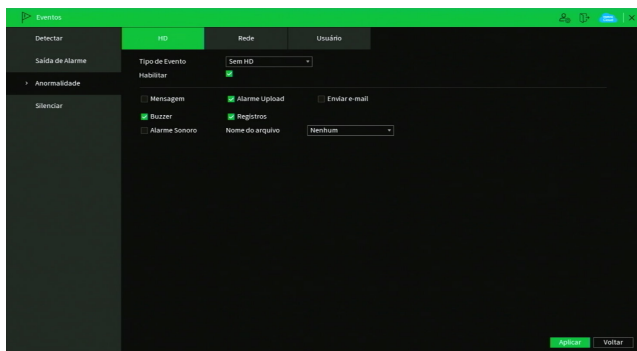 Eventos
Detectar
HD Rede Usuário
Saída de Alarme
Tipo de Evento Sem HD
Habilitar
Anormalidade
Mensagem Alarme Upload Enviar e-mail
Silenciar
Buzzer Registros
Alarme Sonoro Nome do arquivo Nenhum
Aplicar Voltar